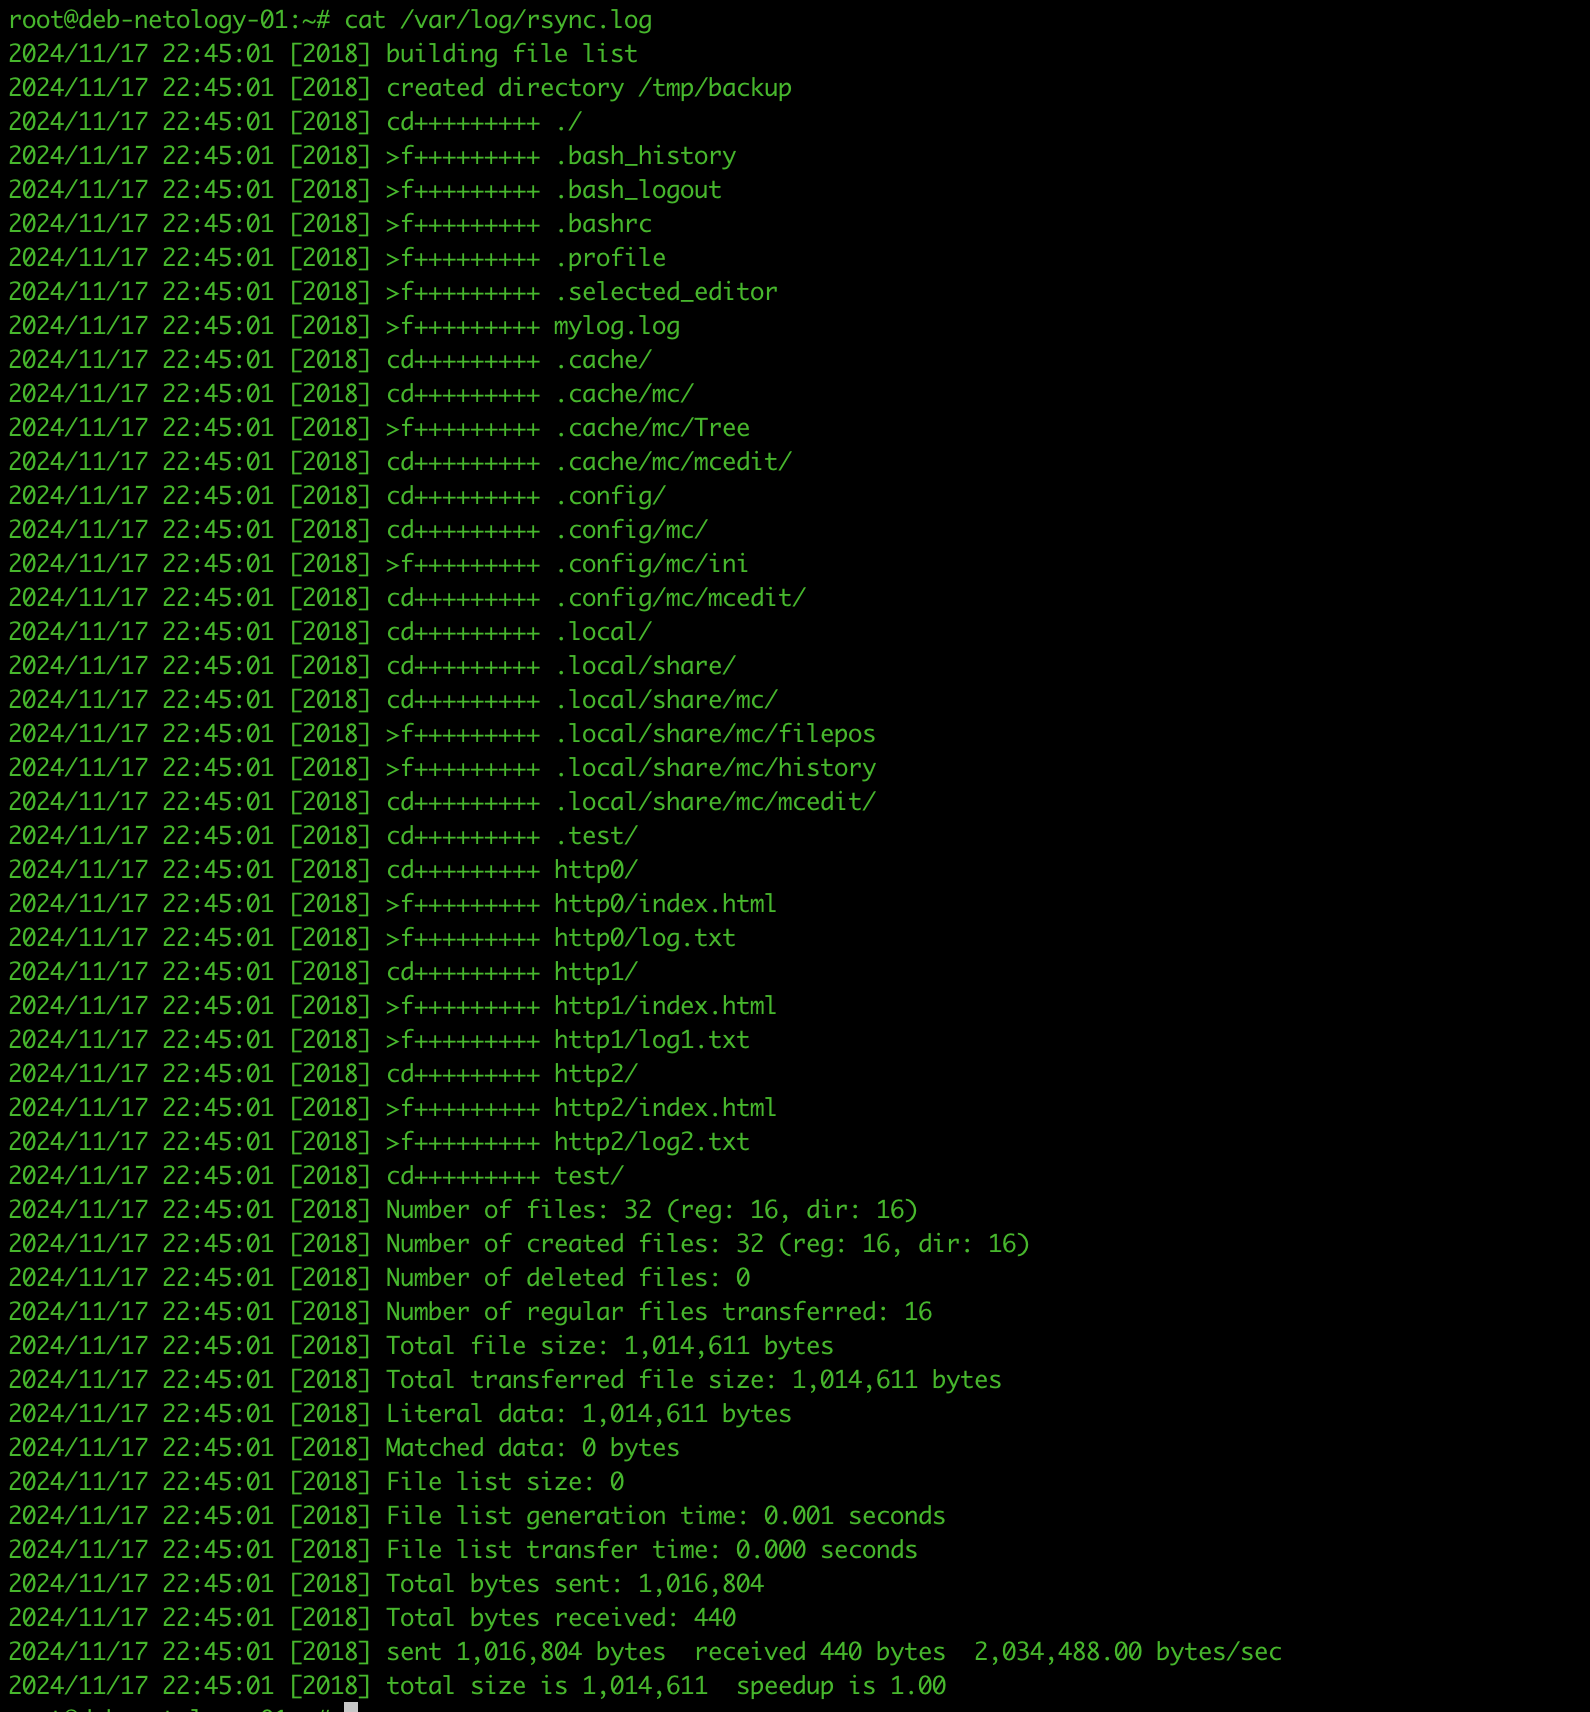 root@deb-netology-01:~# cat /var/log/rsync.log
2024/11/17 22:45:01 [2018] building file list
2024/11/17 22:45:01 [2018] created directory /tmp/backup
2024/11/17 22:45:01 [2018] cd+++++++++ ./
2024/11/17 22:45:01 [2018] >f+++++++++ .bash_history
2024/11/17 22:45:01 [2018] >f+++++++++ .bash_logout
2024/11/17 22:45:01 [2018] >f+++++++++ .bashrc
2024/11/17 22:45:01 [2018] >f+++++++++ .profile
2024/11/17 22:45:01 [2018] >f+++++++++ .selected_editor
2024/11/17 22:45:01 [2018] >f+++++++++ mylog.log
2024/11/17 22:45:01 [2018] cd+++++++++ .cache/
2024/11/17 22:45:01 [2018] cd+++++++++ .cache/mc/
2024/11/17 22:45:01 [2018] >f+++++++++ .cache/mc/Tree
2024/11/17 22:45:01 [2018] cd+++++++++ .cache/mc/mcedit/
2024/11/17 22:45:01 [2018] cd+++++++++ .config/
2024/11/17 22:45:01 [2018] cd+++++++++ .config/mc/
2024/11/17 22:45:01 [2018] >f+++++++++ .config/mc/ini
2024/11/17 22:45:01 [2018] cd+++++++++ .config/mc/mcedit/
2024/11/17 22:45:01 [2018] cd+++++++++ .local/
2024/11/17 22:45:01 [2018] cd+++++++++ .local/share/
2024/11/17 22:45:01 [2018] cd+++++++++ .local/share/mc/
2024/11/17 22:45:01 [2018] >f+++++++++ .local/share/mc/filepos
2024/11/17 22:45:01 [2018] >f+++++++++ .local/share/mc/history
2024/11/17 22:45:01 [2018] cd+++++++++ .local/share/mc/mcedit/
2024/11/17 22:45:01 [2018] cd+++++++++ .test/
2024/11/17 22:45:01 [2018] cd+++++++++ http0/
2024/11/17 22:45:01 [2018] >f+++++++++ http0/index.html
2024/11/17 22:45:01 [2018] >f+++++++++ http0/log.txt
2024/11/17 22:45:01 [2018] cd+++++++++ http1/
2024/11/17 22:45:01 [2018] >f+++++++++ http1/index.html
2024/11/17 22:45:01 [2018] >f+++++++++ http1/log1.txt
2024/11/17 22:45:01 [2018] cd+++++++++ http2/
2024/11/17 22:45:01 [2018] >f+++++++++ http2/index.html
2024/11/17 22:45:01 [2018] >f+++++++++ http2/log2.txt
2024/11/17 22:45:01 [2018] cd+++++++++ test/
2024/11/17 22:45:01 [2018] Number of files: 32 (reg: 16, dir: 16)
2024/11/17 22:45:01 [2018] Number of created files: 32 (reg: 16, dir: 16)
2024/11/17 22:45:01 [2018] Number of deleted files: 0
2024/11/17 22:45:01 [2018] Number of regular files transferred: 16
2024/11/17 22:45:01 [2018] Total file size: 1,014,611 bytes
2024/11/17 22:45:01 [2018] Total transferred file size: 1,014,611 bytes
2024/11/17 22:45:01 [2018] Literal data: 1,014,611 bytes
2024/11/17 22:45:01 [2018] Matched data: 0 bytes
2024/11/17 22:45:01 [2018] File list size: 0
2024/11/17 22:45:01 [2018] File list generation time: 0.001 seconds
2024/11/17 22:45:01 [2018] File list transfer time: 0.000 seconds
2024/11/17 22:45:01 [2018] Total bytes sent: 1,016,804
2024/11/17 22:45:01 [2018] Total bytes received: 440
2024/11/17 22:45:01 [2018] sent 1,016,804 bytes  received 440 bytes  2,034,488.00 bytes/sec
2024/11/17 22:45:01 [2018] total size is 1,014,611  speedup is 1.00